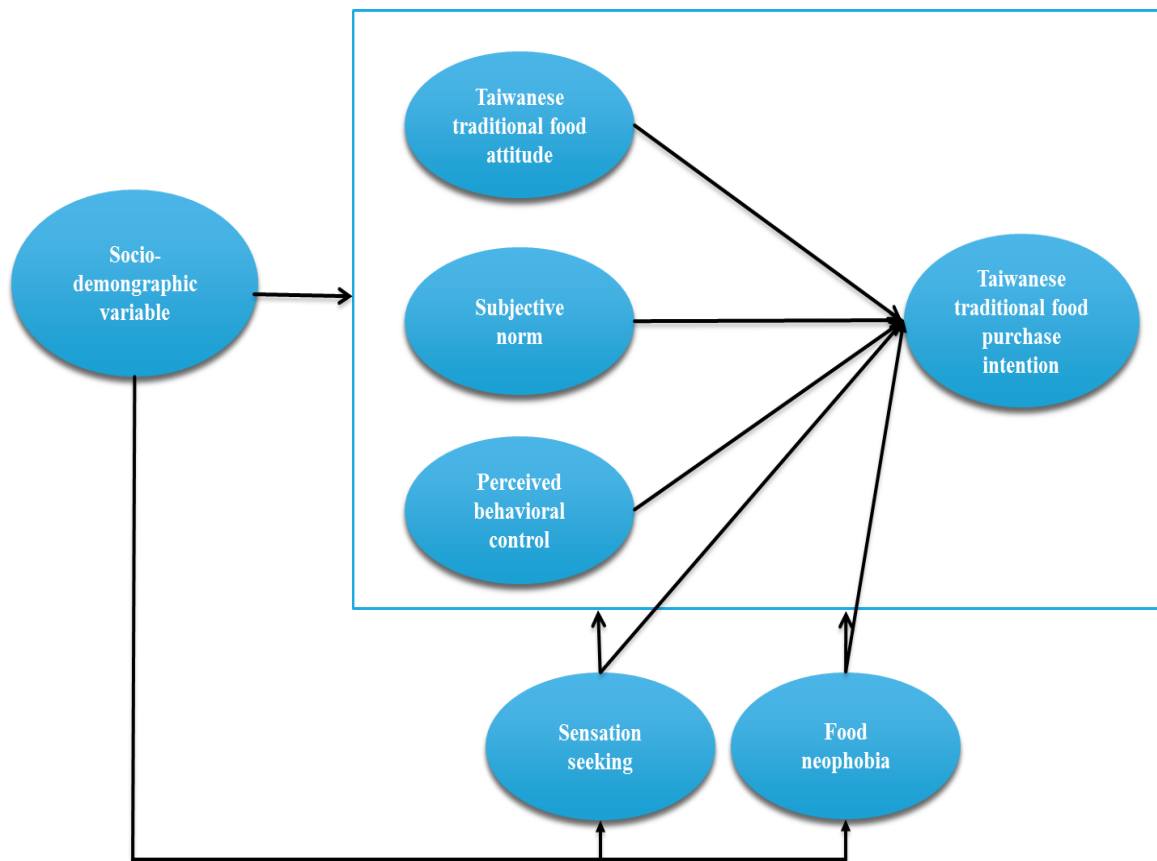 Taiwanese
traditional food
attitude
Socio-
demongraphic
variable
Subjective
norm
Taiwanese
traditional food
purchase
intention
Perceived
behavioral
control
Sensation
seeking
Food
neophobia